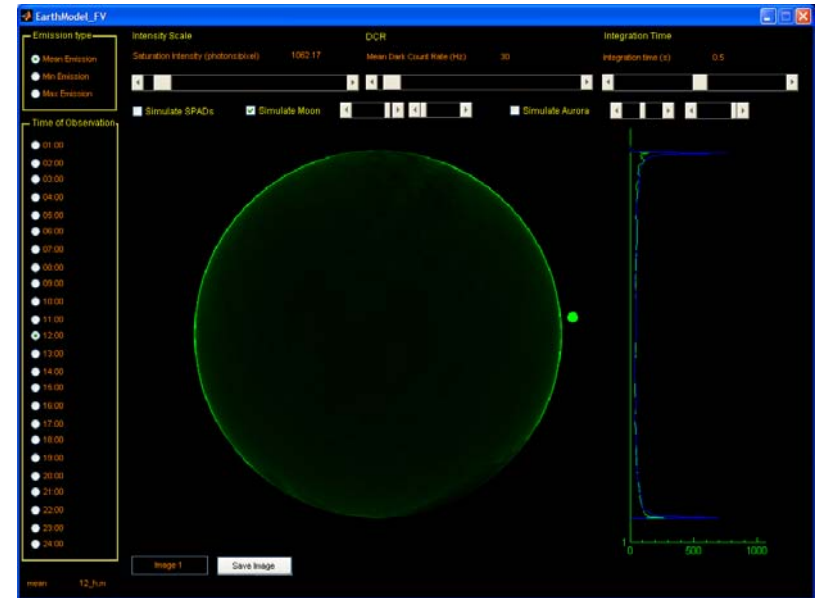 EarthModel_FV
Emission type
Mean Emission
Min Emission
Max Emission
Intensity Scale
Saturation Intensity (photons/pixel) 1062.17
DCR
Mean Dark Count Rate (Hz) 30
Integration Time
Integration time (s) 0.5
Simulate SPADs
Simulate Moon
Simulate Aurora
Time of Observation
01:00
02:00
03:00
04:00
05:00
06:00
07:00
08:00
09:00
10:00
11:00
12:00
13:00
14:00
15:00
16:00
17:00
18:00
19:00
20:00
21:00
22:00
23:00
24:00
1
0 500 1000
Image 1
Save Image
mean